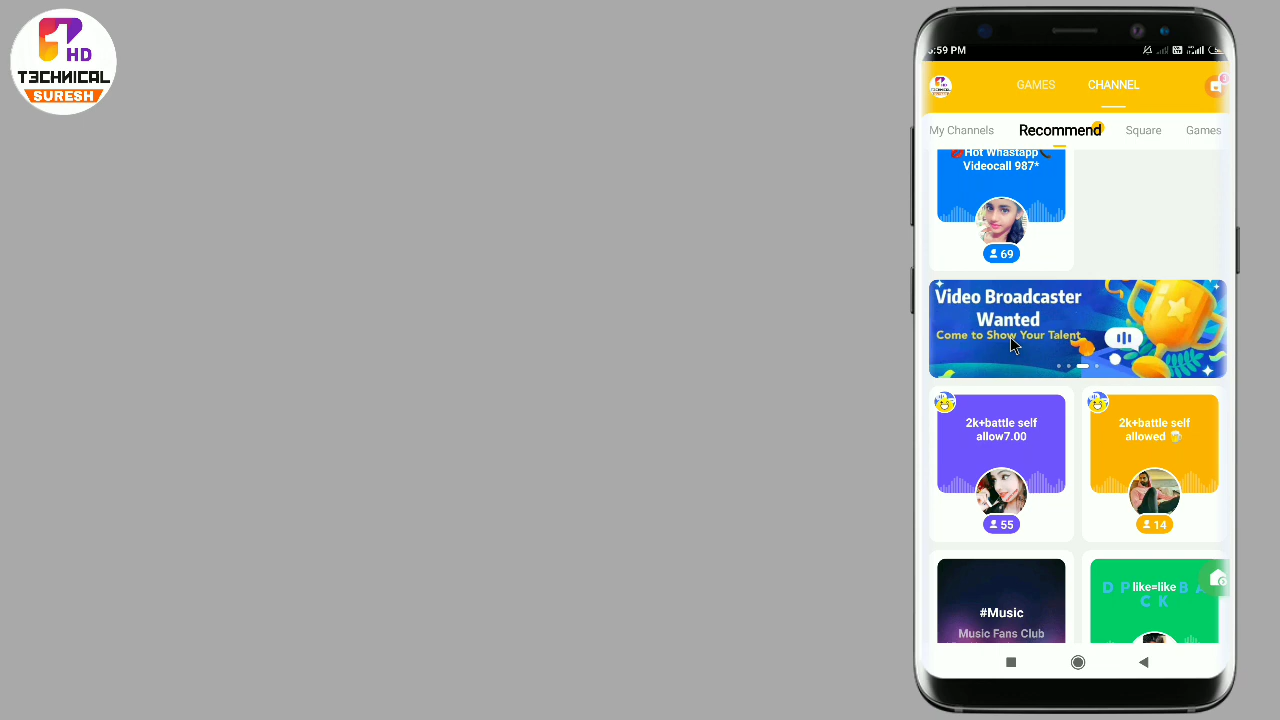 HD
T3CHNICAL
SURESH
:59 PM
GAMES
CHANNEL
My Channels
Recommend
Square
Games
Hot Whastapp
Videocall 987*
69
Video Broadcaster
Wanted
Come to Show Your Talent
2k+battle self
allow7.00
55
2k+battle self
allowed
14
#Music
Music Fans Club
like=like